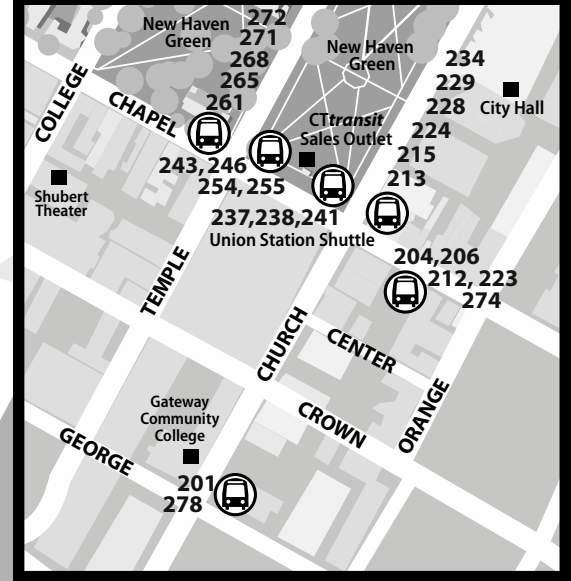 New Haven
Green
272
271
268
265
261
New Haven
Green
234
229
228
224
215
213
City Hall
COLLEGE
CHAPEL
CTtransit
Sales Outlet
243, 246
254, 255
Shubert
Theater
237,238,241
Union Station Shuttle
204,206
212, 223
274
TEMPLE
CHURCH
CENTER
ORANGE
CROWN
Gateway
Community
College
GEORGE
201
278